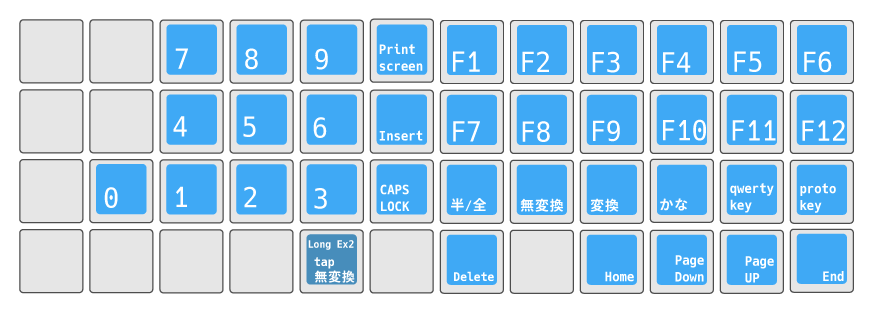 7
8
9
Print
screen
F1
F2
F3
F4
F5
F6
4
5
6
Insert
F7
F8
F9
F10
F11
F12
0
1
2
3
CAPS
LOCK
半/全
無変換
変換
かな
qwerty
key
proto
key
Long Ex2
tap
無変換
Delete
Home
Page
Down
Page
UP
End